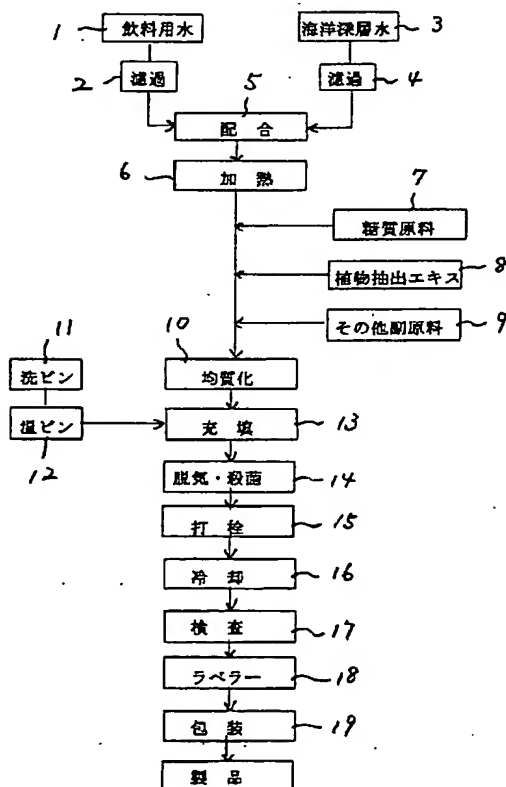 1 飲料用水 海洋深層水 3
2 濾過 濾過 4
5
配合
6 加熱
7
糖質原料
植物抽出エキス 8
その他副原料 9
11 10
洗ビン 均質化
温ビン 充填 13
12
脱気・殺菌 14
打栓 15
冷却 16
検査 17
ラベラー 18
包装 19
製品